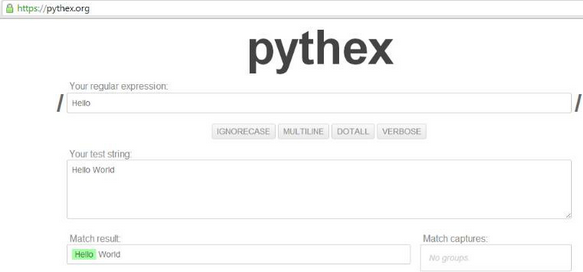 https://pythex.org
pythex
Your regular expression:
/ Hello /
IGNORECASE MULTILINE DOTALL VERBOSE
Your test string:
Hello World
Match result: Match captures:
Hello World No groups.